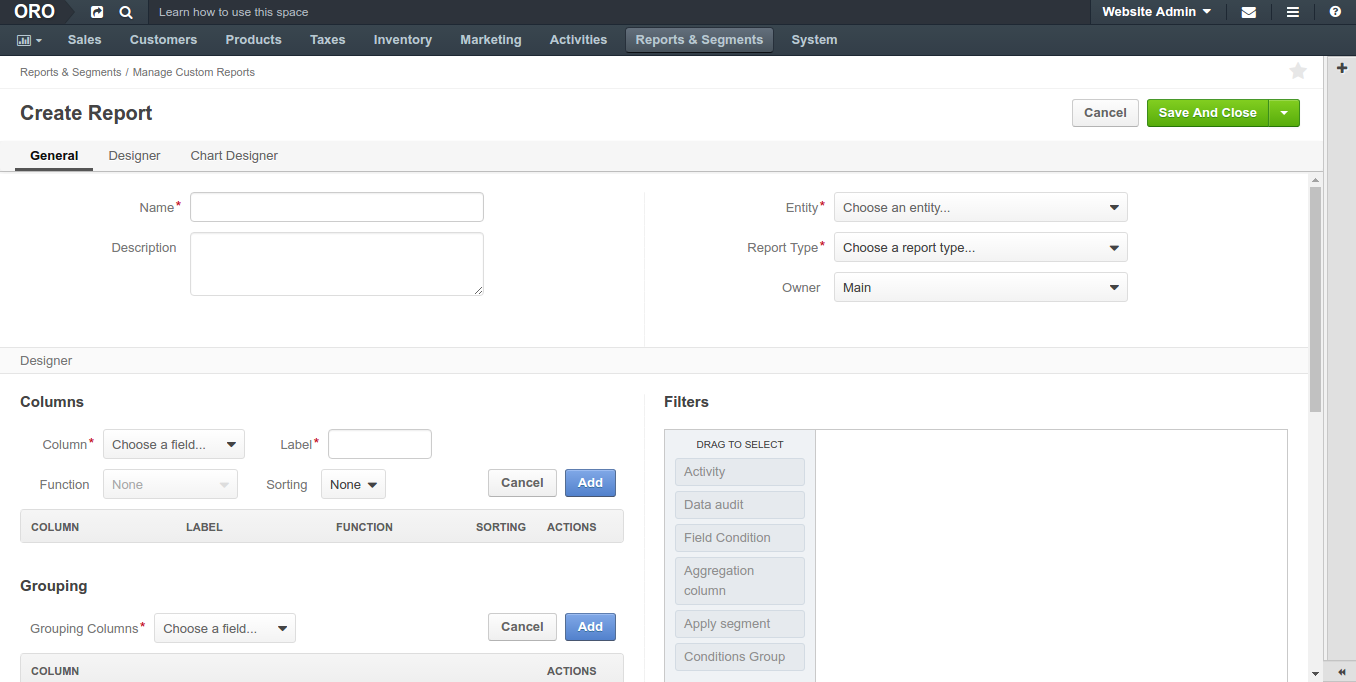 ORO Learn how to use this space Website Admin
Sales Customers Products Taxes Inventory Marketing Activities Reports & Segments System
Reports & Segments / Manage Custom Reports
Create Report Cancel Save And Close
General Designer Chart Designer
Name* Entity* Choose an entity...
Description Report Type* Choose a report type...
Owner Main
Designer
Columns
Column* Choose a field... Label*
Function None Sorting None Cancel Add
COLUMN LABEL FUNCTION SORTING ACTIONS
Grouping
Grouping Columns* Choose a field... Cancel Add
COLUMN ACTIONS
Filters
DRAG TO SELECT
Activity
Data audit
Field Condition
Aggregation
column
Apply segment
Conditions Group